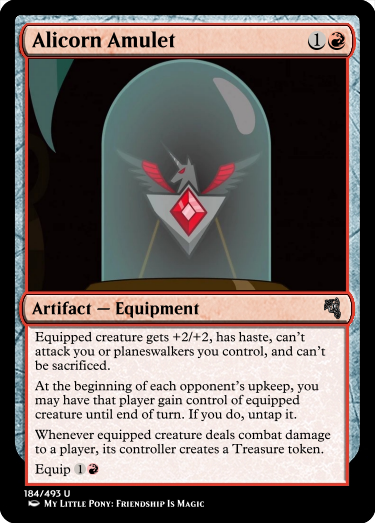 Alicorn Amulet 1
Artifact — Equipment
Equipped creature gets +2/+2, has haste, can't
attack you or planeswalkers you control, and can't
be sacrificed.
At the beginning of each opponent's upkeep, you
may have that player gain control of equipped
creature until end of turn. If you do, untap it.
Whenever equipped creature deals combat damage
to a player, its controller creates a Treasure token.
Equip 1
184/493 U
My Little Pony: Friendship Is Magic